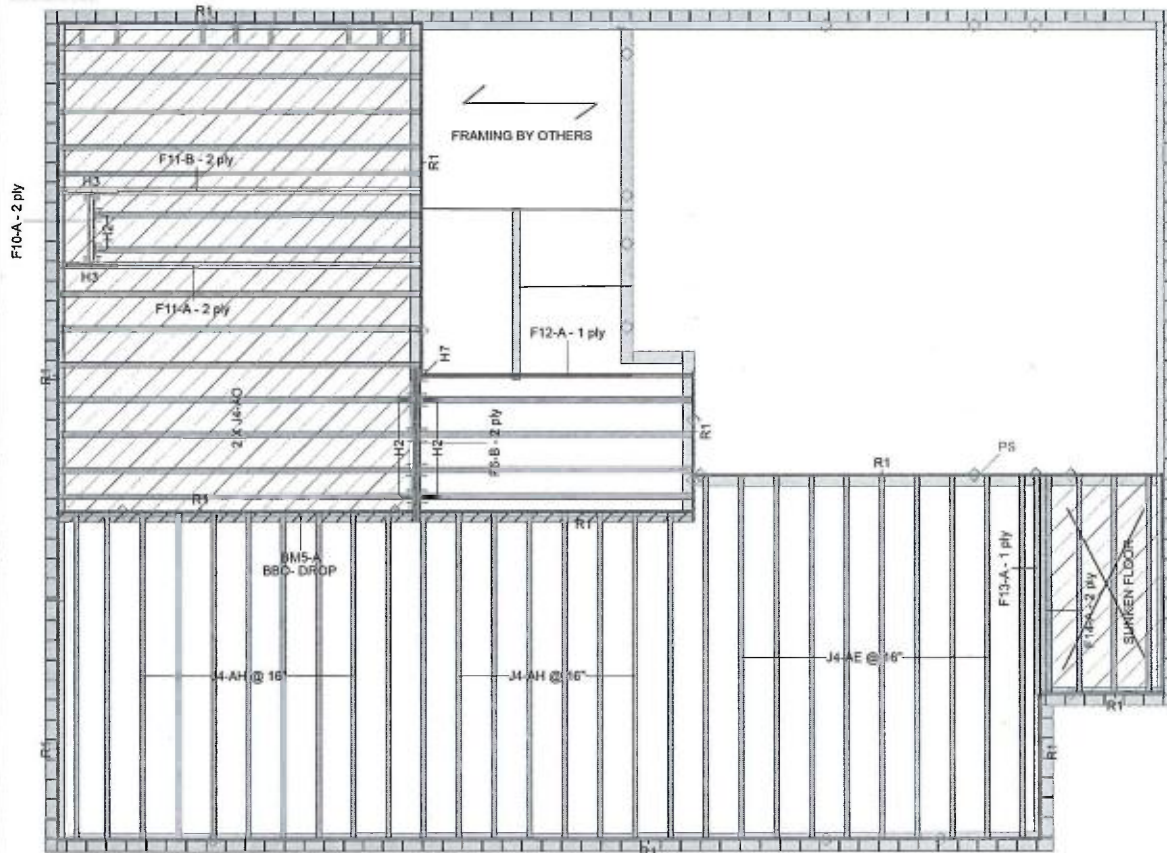 R1
FRAMING BY OTHERS
F11-B - 2 ply
R1
H3
F10-A - 2 ply
H2
H3
F11-A - 2 ply
F12-A - 1 ply
H7
R1
2 X J4-AO
H2
H2
F5-B - 2 ply
R1
PS
R1
R1
R1
BM5-A
BBO- DROP
F13-A - 1 ply
F14-A - 2 ply
SUNKEN FLOOR
J4-AH @ 16"
J4-AH @ 16"
J4-AE @ 16"
R1
R1
R1
R1